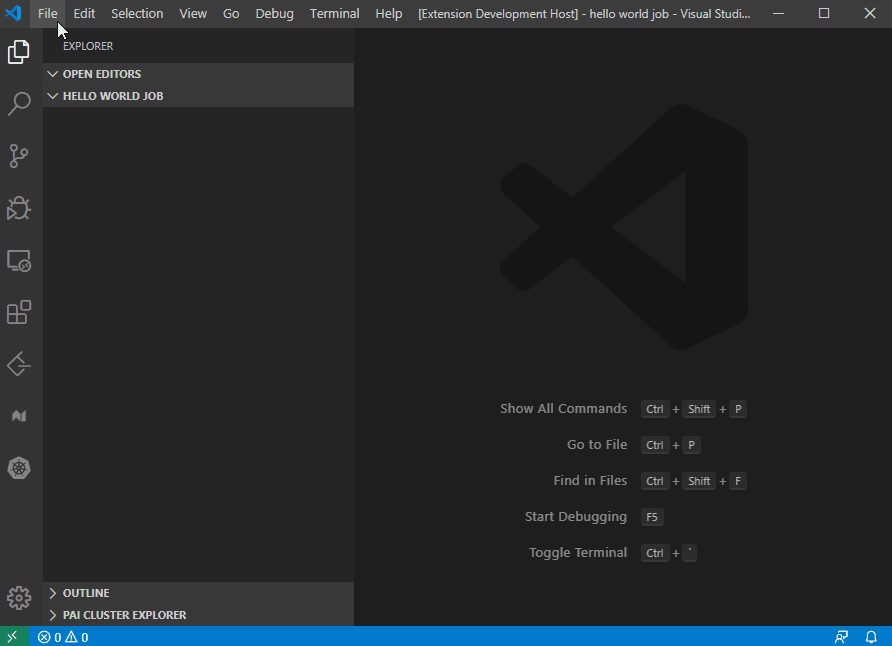 File Edit Selection View Go Debug Terminal Help [Extension Development Host] - hello world job - Visual Studi...
EXPLORER
OPEN EDITORS
HELLO WORLD JOB
Show All Commands Ctrl + Shift + P
Go to File Ctrl + P
Find in Files Ctrl + Shift + F
Start Debugging F5
Toggle Terminal Ctrl + `
OUTLINE
PAI CLUSTER EXPLORER
0 0